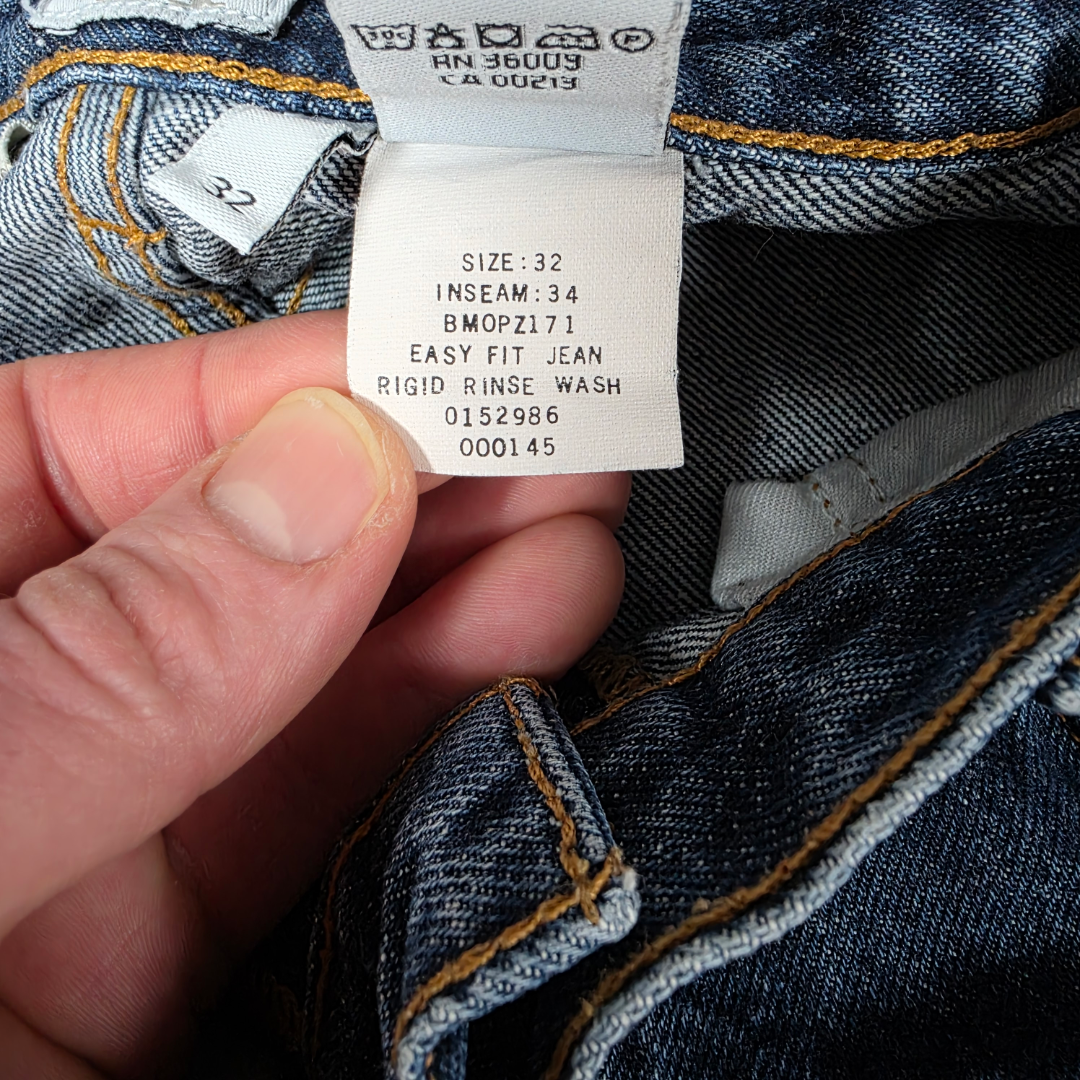 RN 36009
CA 00213
32
SIZE:32
INSEAM:34
BMOPZ171
EASY FIT JEAN
RIGID RINSE WASH
0152986
000145